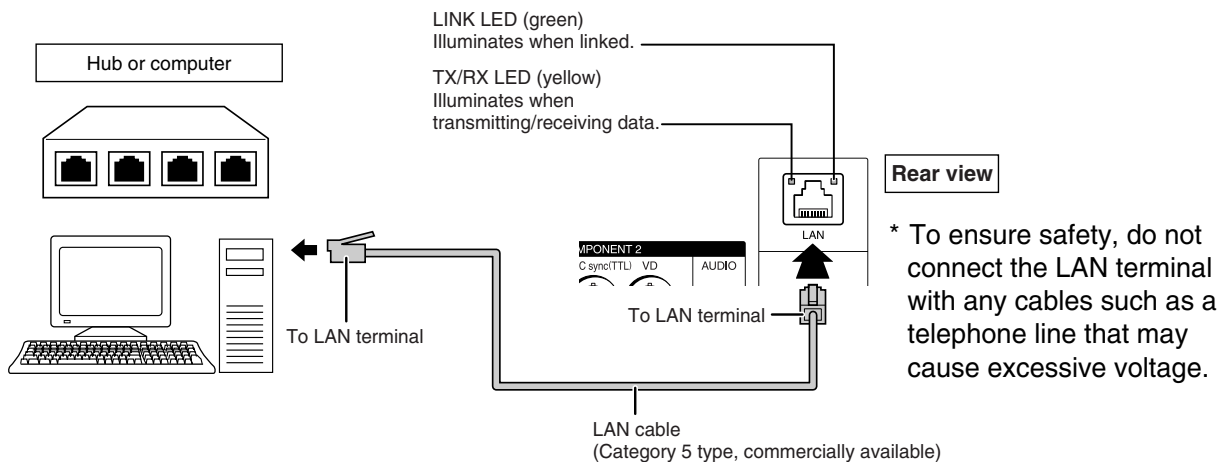 LINK LED (green)
Illuminates when linked.
TX/RX LED (yellow)
Illuminates when
transmitting/receiving data.
Hub or computer
Rear view
LAN
MPONENT 2
C sync(TTL) VD AUDIO
To LAN terminal
To LAN terminal
* To ensure safety, do not
connect the LAN terminal
with any cables such as a
telephone line that may
cause excessive voltage.
LAN cable
(Category 5 type, commercially available)